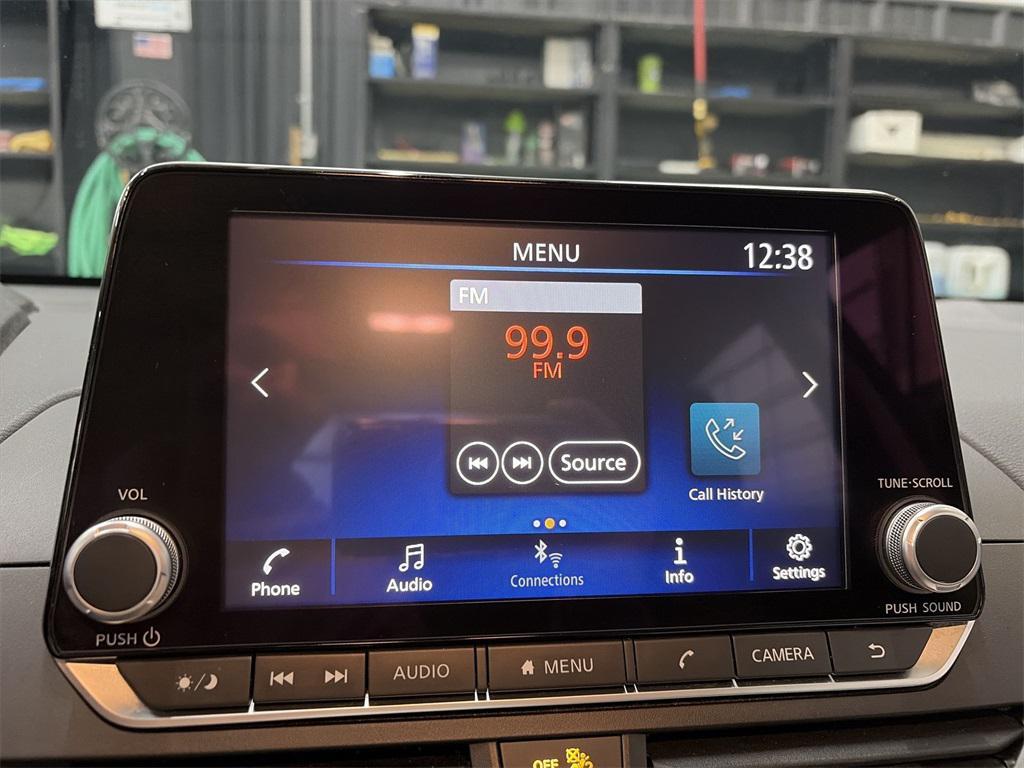 MENU
12:38
FM
99.9
FM
Source
Call History
VOL
TUNE·SCROLL
Phone
Audio
Connections
Info
Settings
PUSH
PUSH SOUND
AUDIO
MENU
CAMERA
OFF